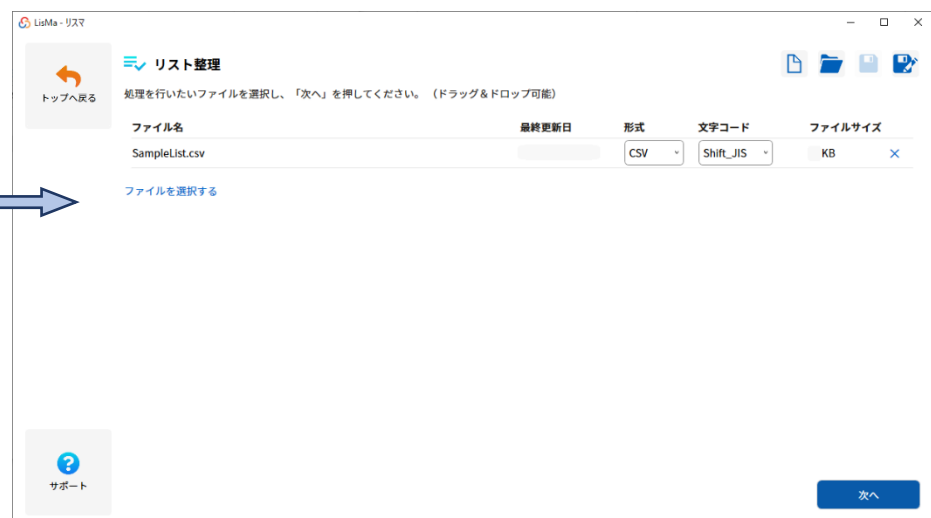 LisMa - リスマ
トップへ戻る
リスト整理
処理を行いたいファイルを選択し、「次へ」を押してください。（ドラッグ＆ドロップ可能）
ファイル名 最終更新日 形式 文字コード ファイルサイズ
SampleList.csv CSV Shift_JIS KB
ファイルを選択する
サポート
次へ